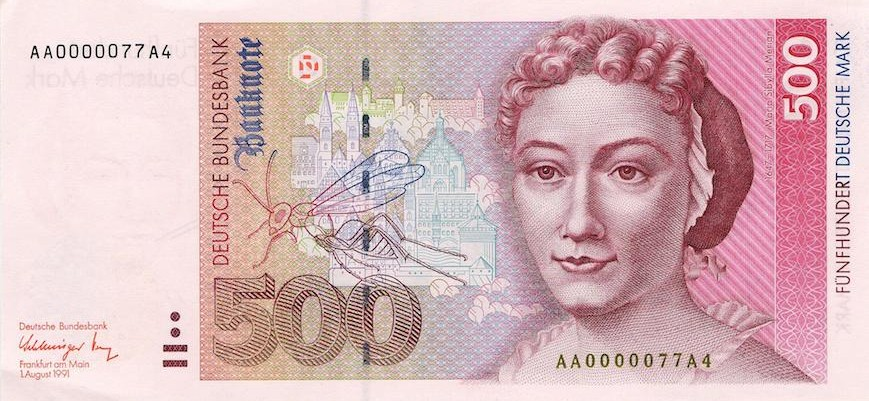 AA0000077A4
DEUTSCHE BUNDESBANK
Banknote
500
Deutsche Bundesbank
Frankfurt am Main
1. August 1991
1647-1717 Maria Sibylla Merian
500
FÜNFHUNDERT DEUTSCHE MARK
AA0000077A4